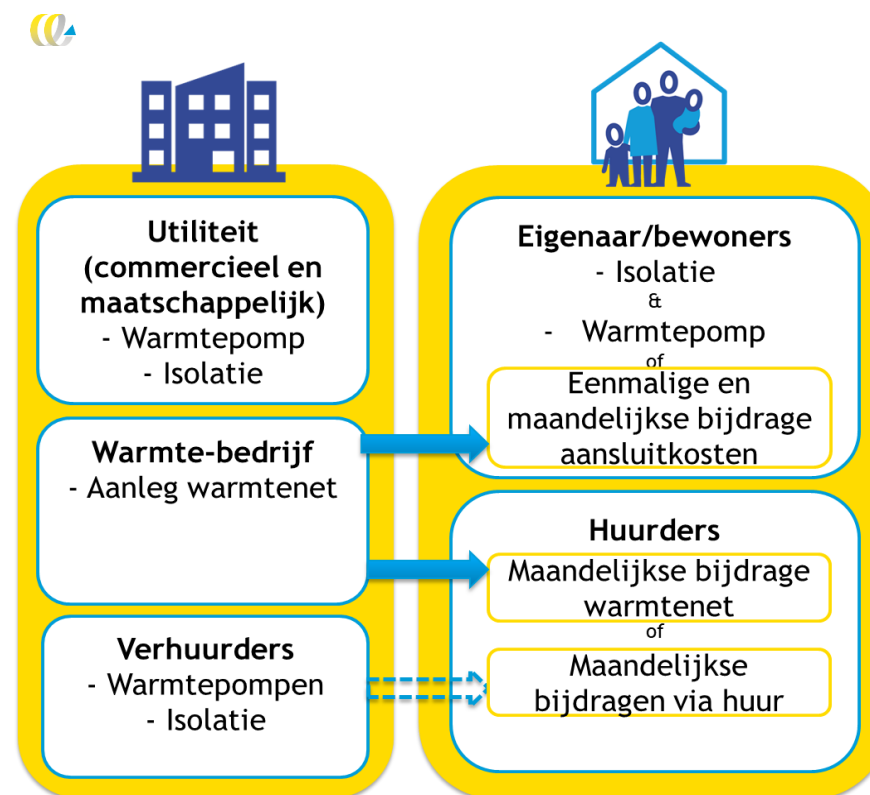 Utiliteit
(commercieel en
maatschappelijk)
- Warmtepomp
- Isolatie
Warmte-bedrijf
- Aanleg warmtenet
Verhuurders
- Warmtepompen
- Isolatie
Eigenaar/bewoners
- Isolatie
&
- Warmtepomp
of
Eenmalige en
maandelijkse bijdrage
aansluitkosten
Huurders
Maandelijkse bijdrage
warmtenet
of
Maandelijkse
bijdragen via huur